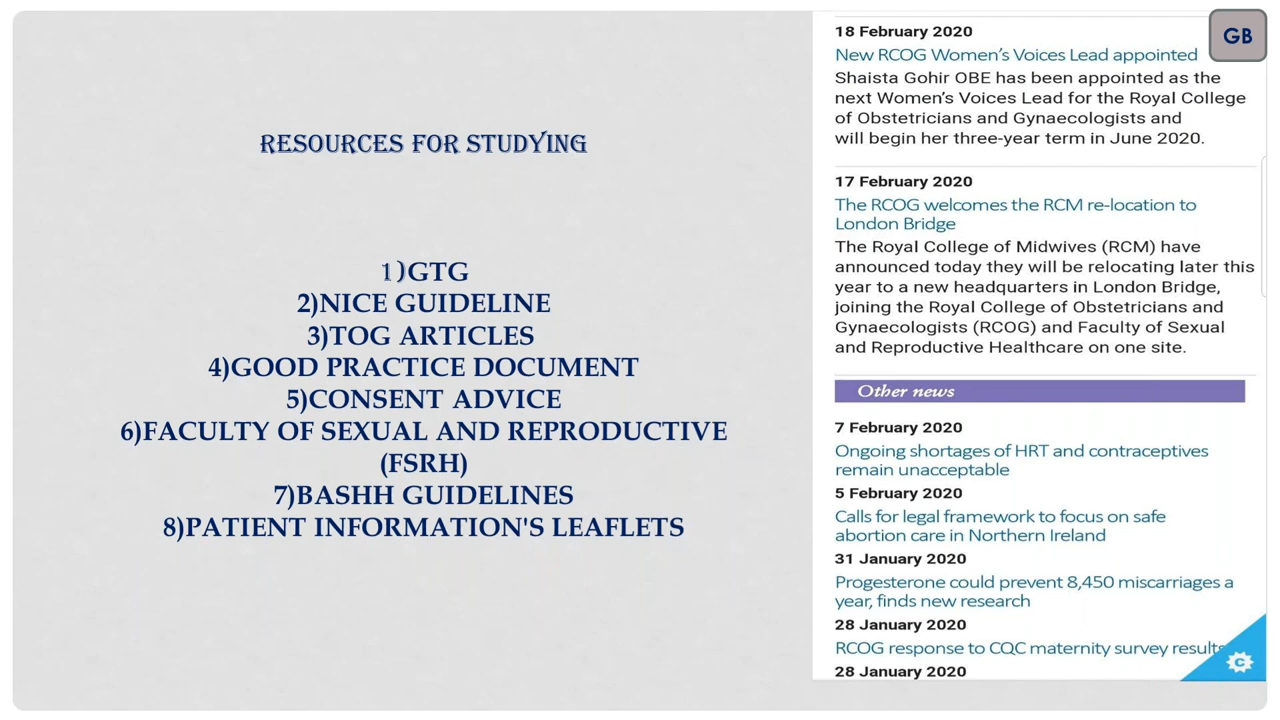 RESOURCES FOR STUDYING
1)GTG
2)NICE GUIDELINE
3)TOG ARTICLES
4)GOOD PRACTICE DOCUMENT
5)CONSENT ADVICE
6)FACULTY OF SEXUAL AND REPRODUCTIVE
(FSRH)
7)BASHH GUIDELINES
8)PATIENT INFORMATION'S LEAFLETS
GB
18 February 2020
New RCOG Women's Voices Lead appointed
Shaista Gohir OBE has been appointed as the
next Women's Voices Lead for the Royal College
of Obstetricians and Gynaecologists and
will begin her three-year term in June 2020.
17 February 2020
The RCOG welcomes the RCM re-location to
London Bridge
The Royal College of Midwives (RCM) have
announced today they will be relocating later this
year to a new headquarters in London Bridge,
joining the Royal College of Obstetricians and
Gynaecologists (RCOG) and Faculty of Sexual
and Reproductive Healthcare on one site.
Other news
7 February 2020
Ongoing shortages of HRT and contraceptives
remain unacceptable
5 February 2020
Calls for legal framework to focus on safe
abortion care in Northern Ireland
31 January 2020
Progesterone could prevent 8,450 miscarriages a
year, finds new research
28 January 2020
RCOG response to CQC maternity survey results
28 January 2020
C